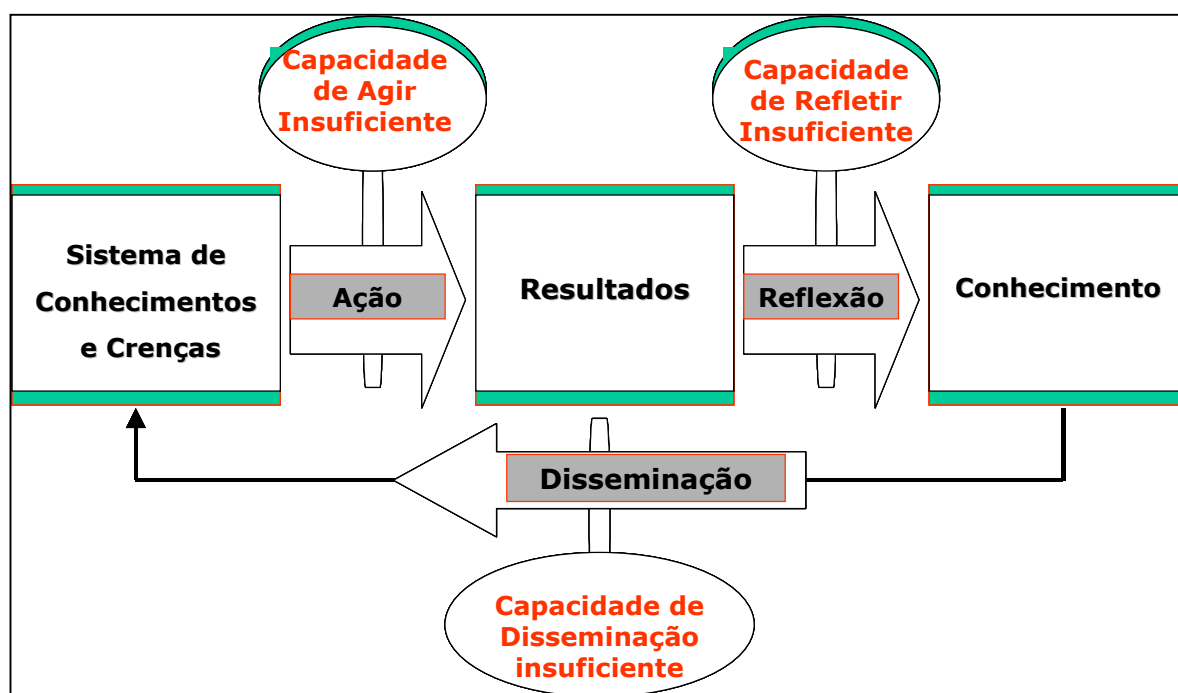 Capacidade
de Agir
Insuficiente
Capacidade
de Refletir
Insuficiente
Sistema de
Conhecimentos
e Crenças
Ação
Resultados
Reflexão
Conhecimento
Disseminação
Capacidade de
Disseminação
insuficiente